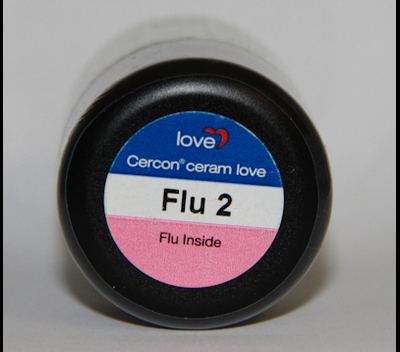 love
Cercon® ceram love
Flu 2
Flu Inside